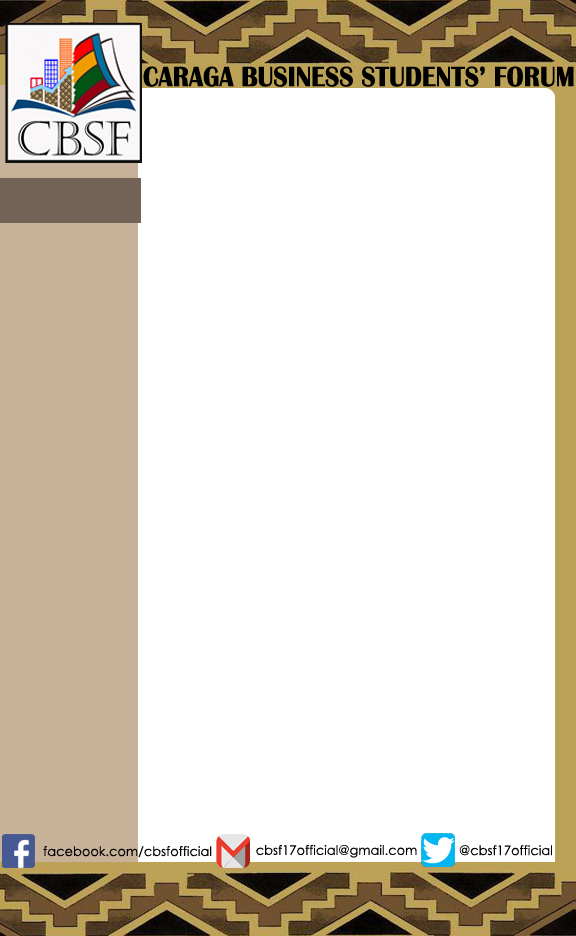 CARAGA BUSINESS STUDENTS' FORUM
CBSF
facebook.com/cbsfofficial cbsf17official@gmail.com @cbsf17official